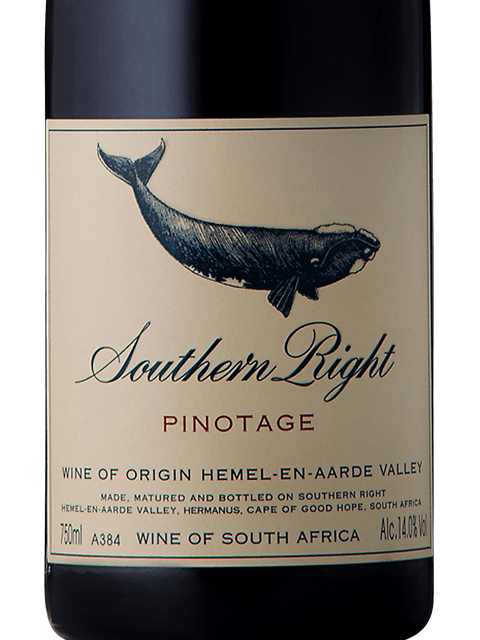 Southern Right
PINOTAGE
WINE OF ORIGIN HEMEL-EN-AARDE VALLEY
MADE, MATURED AND BOTTLED ON SOUTHERN RIGHT
HEMEL-EN-AARDE VALLEY, HERMANUS, CAPE OF GOOD HOPE, SOUTH AFRICA
750ml A384 WINE OF SOUTH AFRICA Alc.14.0% Vol